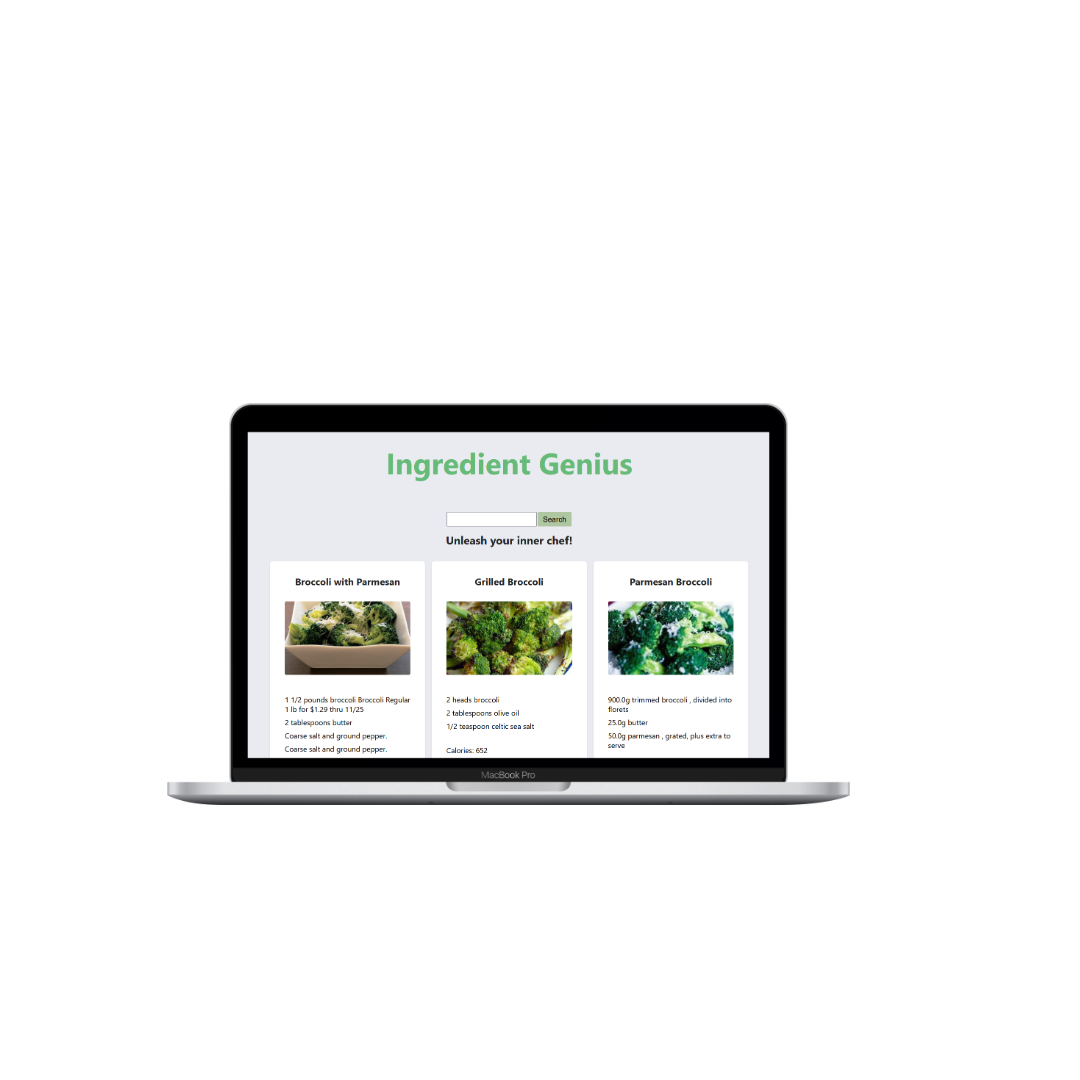 Ingredient Genius
Search
Unleash your inner chef!
Broccoli with Parmesan
1 1/2 pounds broccoli Broccoli Regular
1 lb for $1.29 thru 11/25
2 tablespoons butter
Coarse salt and ground pepper.
Coarse salt and ground pepper.
Grilled Broccoli
2 heads broccoli
2 tablespoons olive oil
1/2 teaspoon celtic sea salt
Calories: 652
Parmesan Broccoli
900.0g trimmed broccoli , divided into
florets
25.0g butter
50.0g parmesan , grated, plus extra to
serve
MacBook Pro